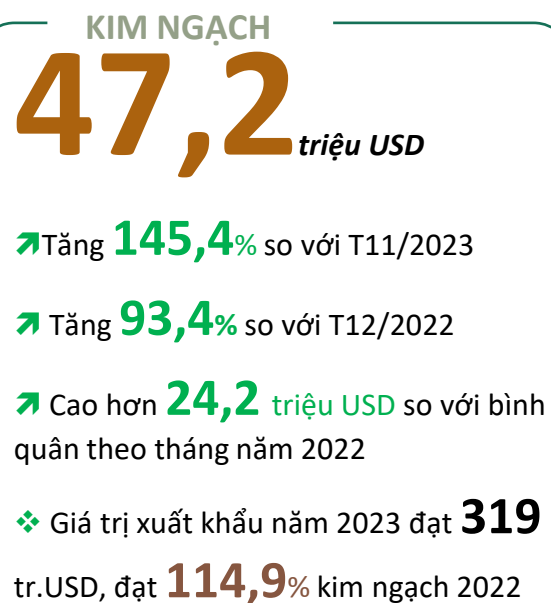 KIM NGẠCH
47,2 triệu USD
Tăng 145,4% so với T11/2023
Tăng 93,4% so với T12/2022
Cao hơn 24,2 triệu USD so với bình
quân theo tháng năm 2022
Giá trị xuất khẩu năm 2023 đạt 319
tr.USD, đạt 114,9% kim ngạch 2022